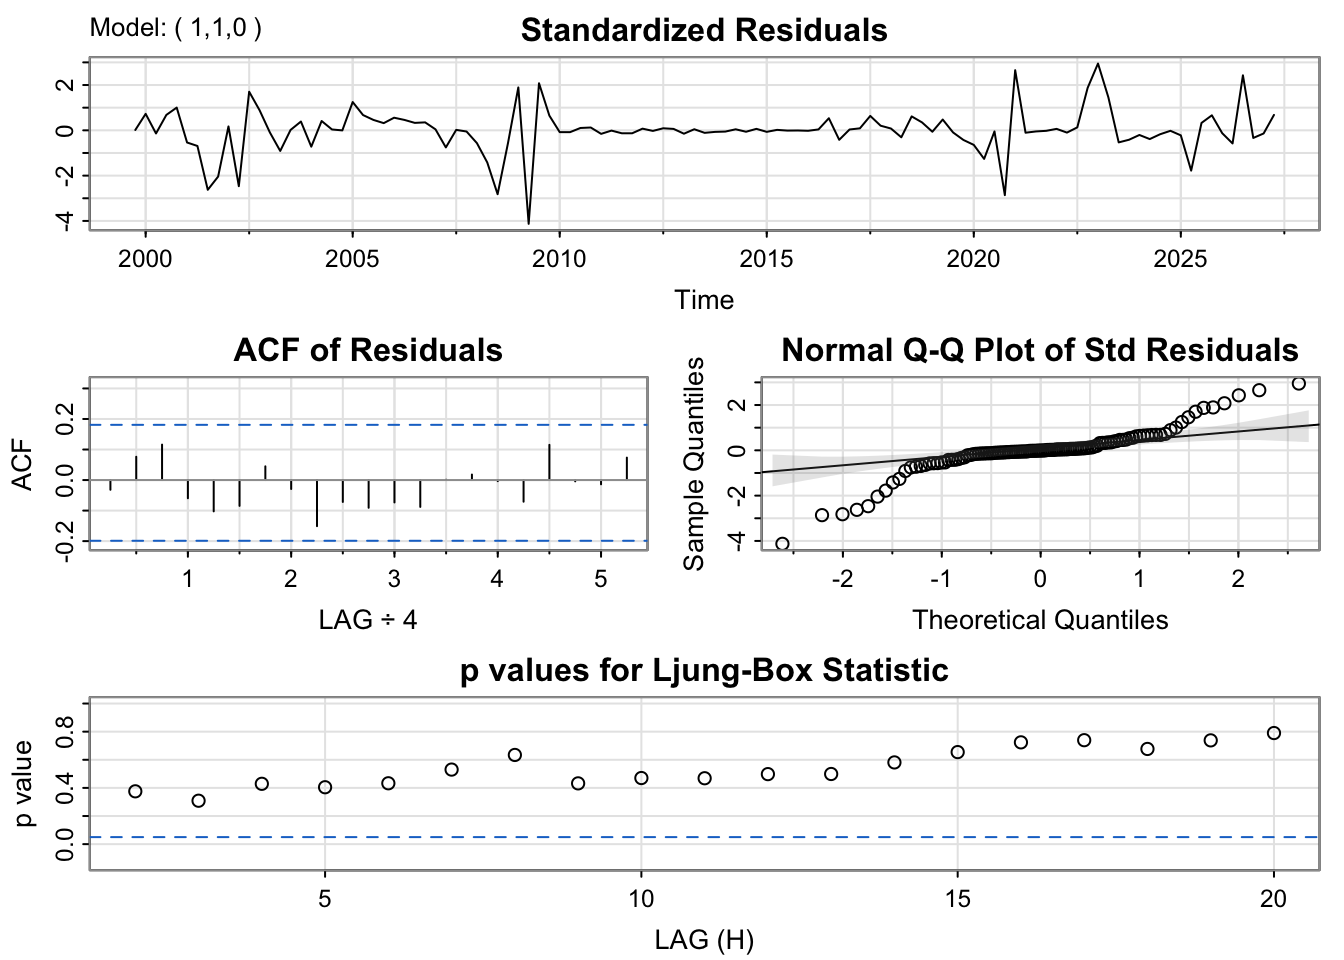 Model: ( 1,1,0 )
Standardized Residuals
2
0
-2
-4
2000 2005 2010 2015 2020 2025
Time
ACF of Residuals
ACF
0.2
0.0
-0.2
1 2 3 4 5
LAG ÷ 4
Normal Q-Q Plot of Std Residuals
Sample Quantiles
2
0
-2
-4
-2 -1 0 1 2
Theoretical Quantiles
p values for Ljung-Box Statistic
p value
0.8
0.4
0.0
5 10 15 20
LAG (H)